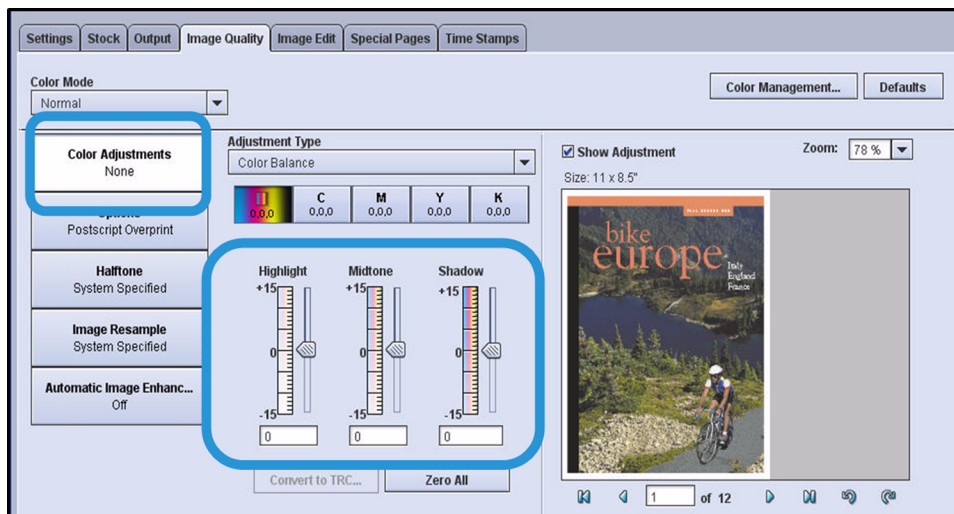 Settings Stock Output Image Quality Image Edit Special Pages Time Stamps
Color Mode
Normal
Color Management... Defaults
Color Adjustments
None
Postscript Overprint
Halftone
System Specified
Image Resample
System Specified
Automatic Image Enhanc...
Off
Adjustment Type
Color Balance
0,0,0
C
0,0,0
M
0,0,0
Y
0,0,0
K
0,0,0
Highlight Midtone Shadow
+15 +15 +15
0 0 0
-15 -15 -15
0 0 0
Convert to TRC... Zero All
Show Adjustment
Zoom: 78 %
Size: 11 x 8.5"
bike
europe
Italy
England
France
1 of 12